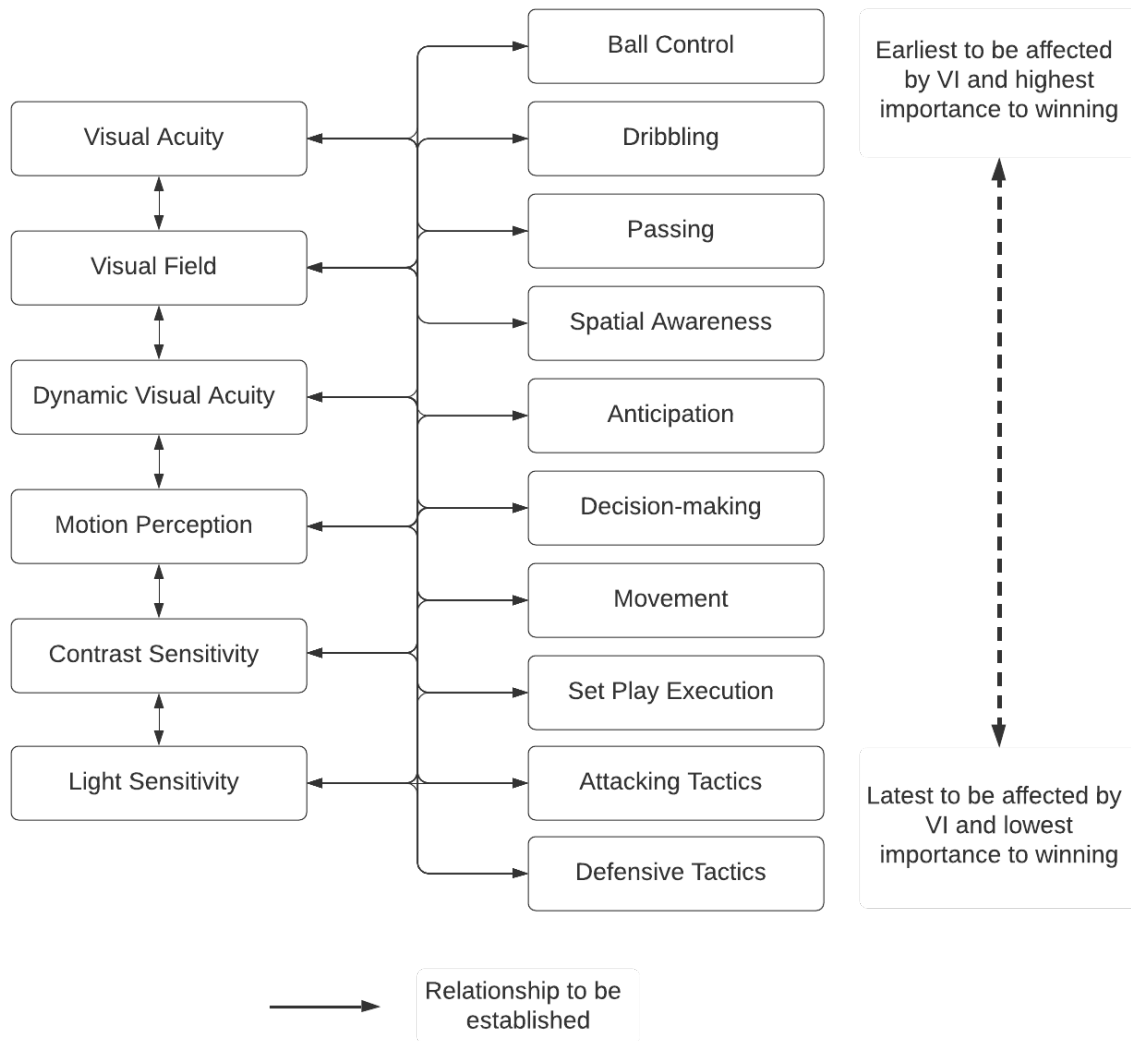 Visual Acuity
Visual Field
Dynamic Visual Acuity
Motion Perception
Contrast Sensitivity
Light Sensitivity
Ball Control
Dribbling
Passing
Spatial Awareness
Anticipation
Decision-making
Movement
Set Play Execution
Attacking Tactics
Defensive Tactics
Earliest to be affected
by VI and highest
importance to winning
Latest to be affected by
VI and lowest
importance to winning
Relationship to be
established